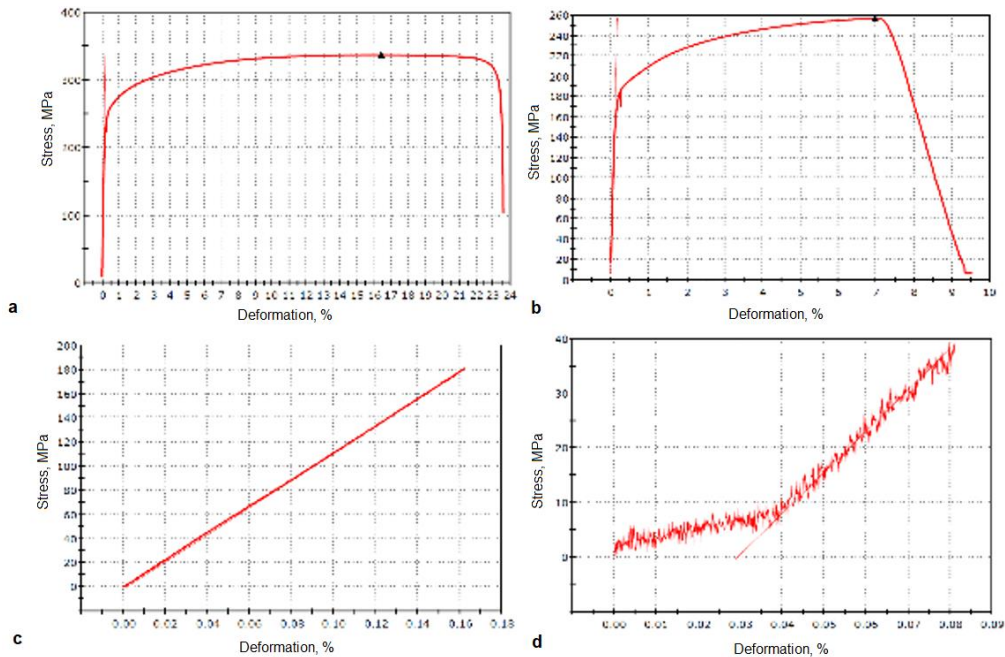 400
300
200
100
0
Stress, MPa
0 1 2 3 4 5 6 7 8 9 10 11 12 13 14 15 16 17 18 19 20 21 22 23 24
Deformation, %
a
260
240
220
200
180
160
140
120
100
80
60
40
20
0
Stress, MPa
0 1 2 3 4 5 6 7 8 9 10
Deformation, %
b
200
180
160
140
120
100
80
60
40
20
0
Stress, MPa
0.00 0.02 0.04 0.06 0.08 0.10 0.12 0.14 0.16 0.18
Deformation, %
c
40
30
20
10
0
Stress, MPa
0.00 0.01 0.02 0.03 0.04 0.05 0.06 0.07 0.08 0.09
Deformation, %
d